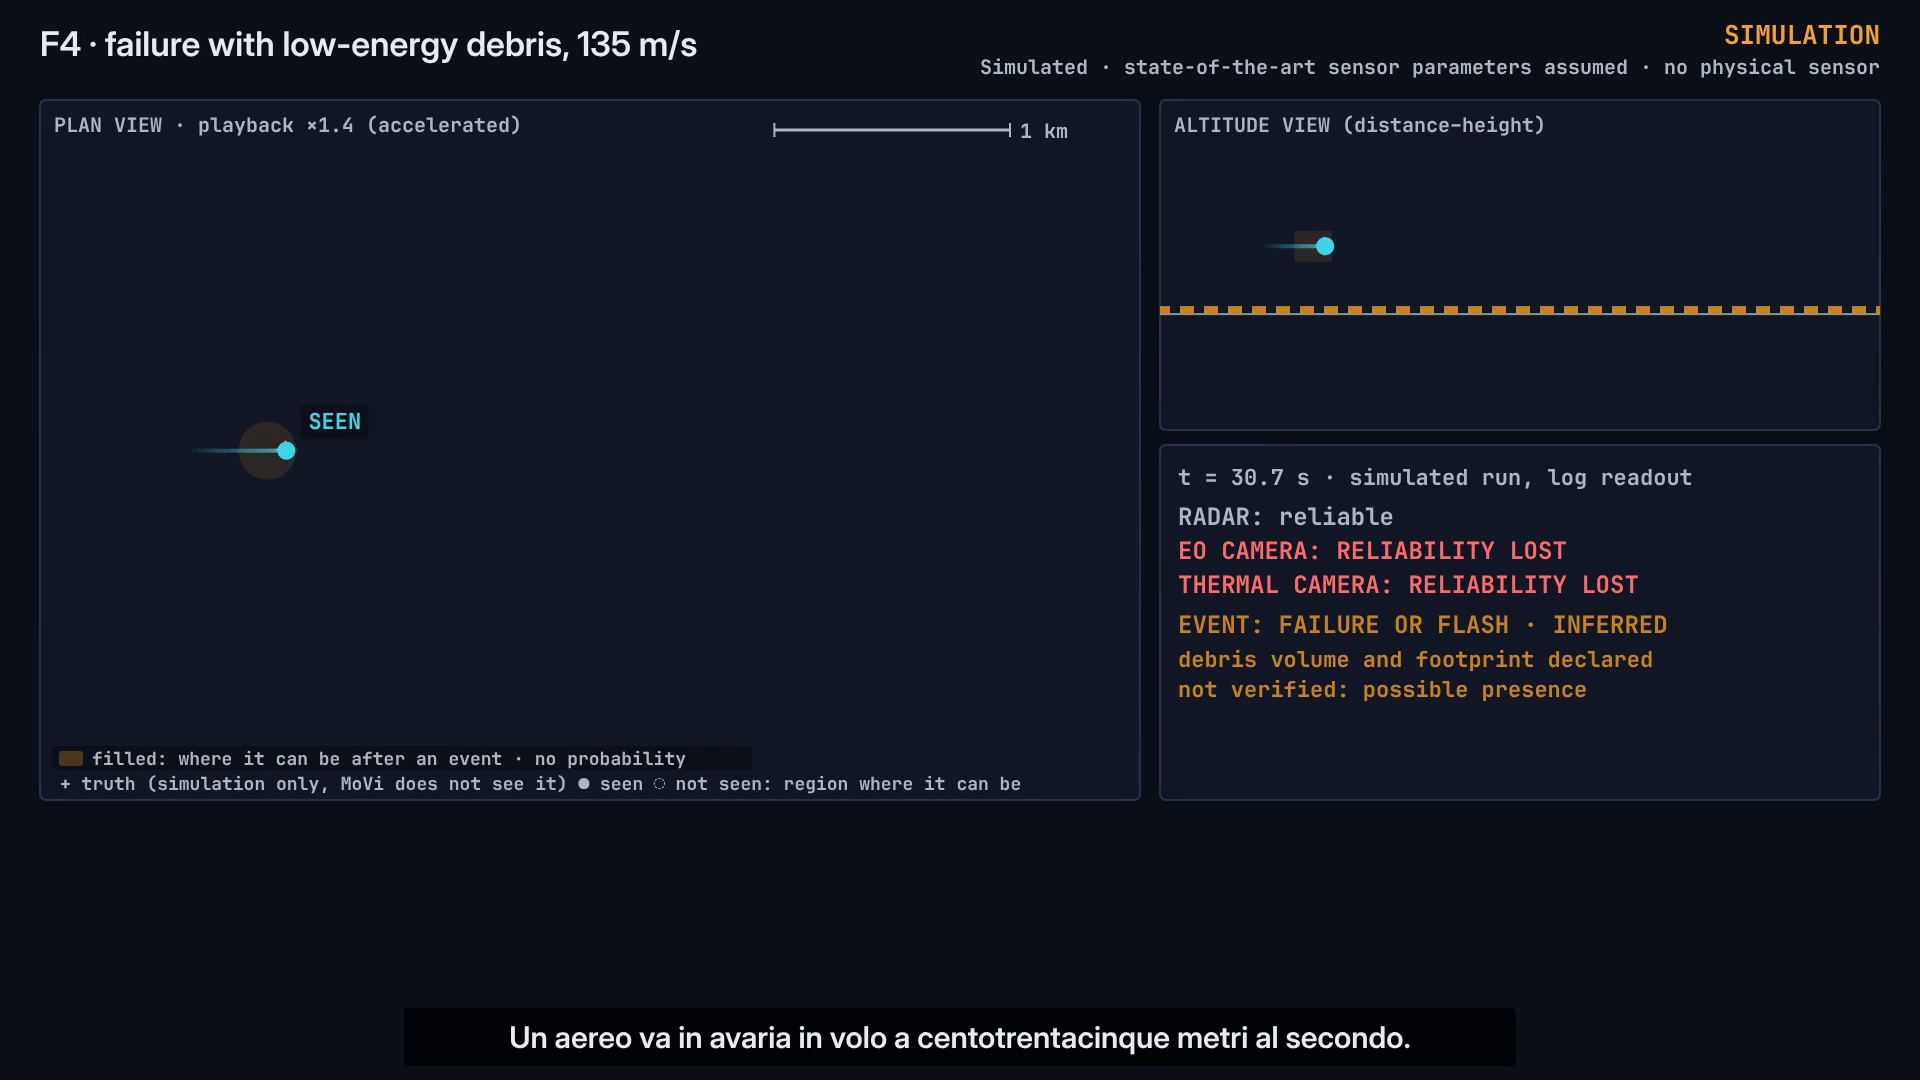 F4 · failure with low-energy debris, 135 m/s
SIMULATION
Simulated · state-of-the-art sensor parameters assumed · no physical sensor
PLAN VIEW · playback ×1.4 (accelerated)
1 km
SEEN
filled: where it can be after an event · no probability
+ truth (simulation only, MoVi does not see it) ● seen ◌ not seen: region where it can be
ALTITUDE VIEW (distance–height)
t = 30.7 s · simulated run, log readout
RADAR: reliable
EO CAMERA: RELIABILITY LOST
THERMAL CAMERA: RELIABILITY LOST
EVENT: FAILURE OR FLASH · INFERRED
debris volume and footprint declared
not verified: possible presence
Un aereo va in avaria in volo a centotrentacinque metri al secondo.